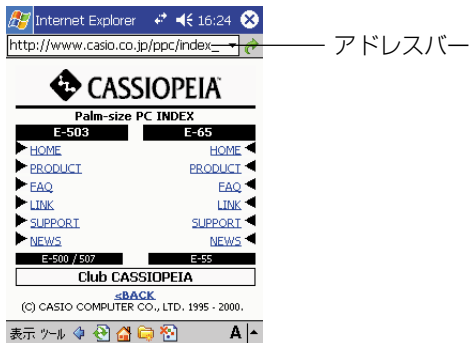 Internet Explorer 16:24
http://www.casio.co.jp/ppc/index_
アドレスバー
CASSIOPEIA
Palm-size PC INDEX
E-503 E-65
HOME HOME
PRODUCT PRODUCT
FAQ FAQ
LINK LINK
SUPPORT SUPPORT
NEWS NEWS
E-500 / 507 E-55
Club CASSIOPEIA
<BACK
(C) CASIO COMPUTER CO., LTD. 1995 - 2000.
表示 ツール A